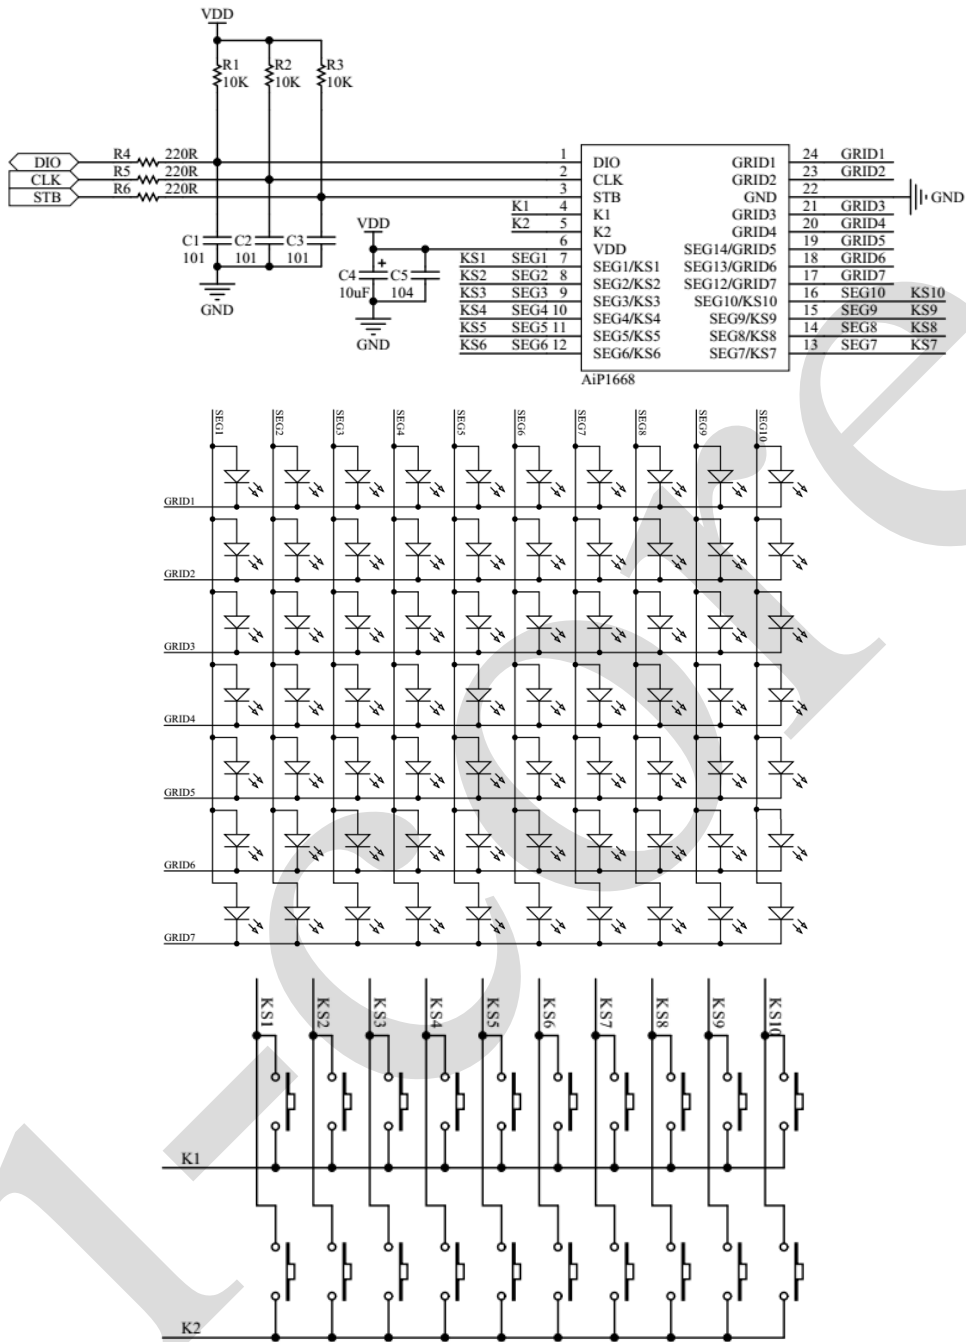 VDD
R1 R2 R3
10K 10K 10K
DIO R4 220R 1 DIO GRID1 24 GRID1
CLK R5 220R 2 CLK GRID2 23 GRID2
STB R6 220R 3 STB GND 22 GND
K1 4 K1 GRID3 21 GRID3
K2 5 K2 GRID4 20 GRID4
VDD 6 VDD SEG14/GRID5 19 GRID5
KS1 SEG1 7 SEG1/KS1 SEG13/GRID6 18 GRID6
KS2 SEG2 8 SEG2/KS2 SEG12/GRID7 17 GRID7
KS3 SEG3 9 SEG3/KS3 SEG10/KS10 16 SEG10 KS10
KS4 SEG4 10 SEG4/KS4 SEG9/KS9 15 SEG9 KS9
KS5 SEG5 11 SEG5/KS5 SEG8/KS8 14 SEG8 KS8
KS6 SEG6 12 SEG6/KS6 SEG7/KS7 13 SEG7 KS7
C1 C2 C3
101 101 101
GND
C4 + C5
10uF 104
GND
AiP1668
SEG1 SEG2 SEG3 SEG4 SEG5 SEG6 SEG7 SEG8 SEG9 SEG10
GRID1
GRID2
GRID3
GRID4
GRID5
GRID6
GRID7
KS1 KS2 KS3 KS4 KS5 KS6 KS7 KS8 KS9 KS10
K1
K2
n-core